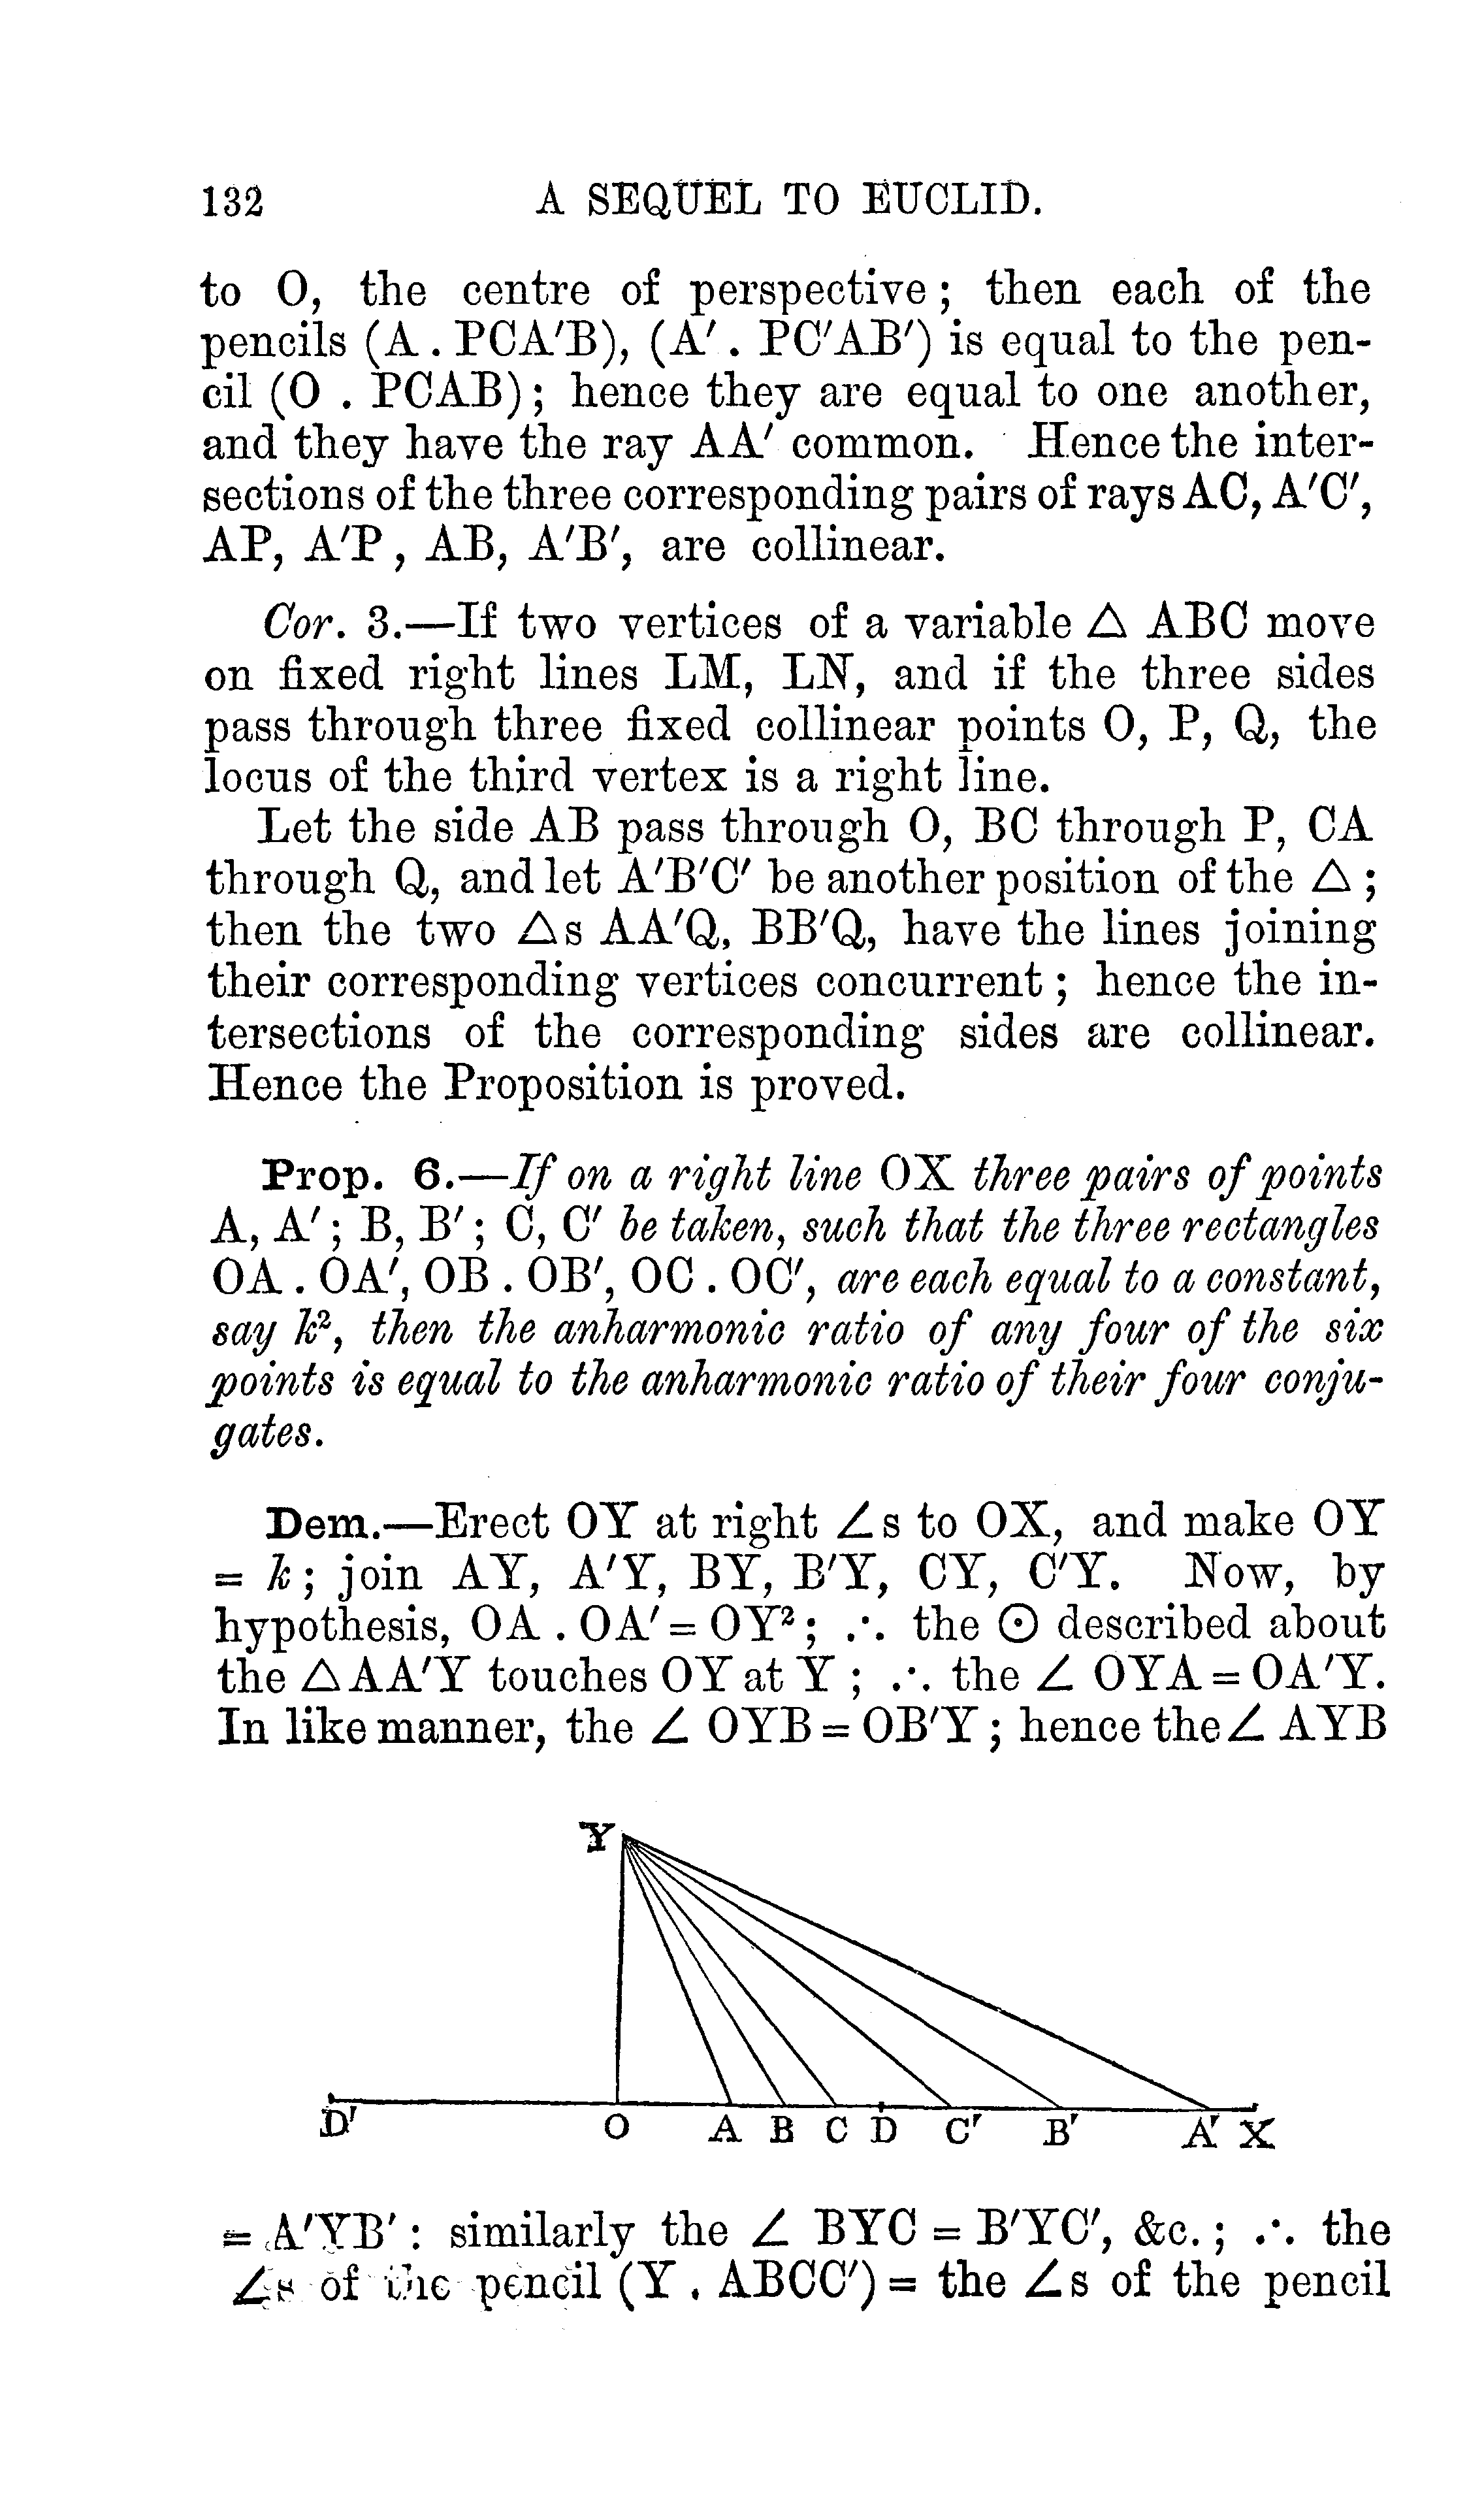 132 A SEQUEL TO EUCLID.
to O, the centre of perspective; then each of the
pencils (A . PCA′B), (A′ . PC′AB′) is equal to the pen-
cil (O . PCAB); hence they are equal to one another,
and they have the ray AA′ common. Hence the inter-
sections of the three corresponding pairs of rays AC, A′C′,
AP, A′P, AB, A′B′, are collinear.
Cor. 3.—If two vertices of a variable △ ABC move
on fixed right lines LM, LN, and if the three sides
pass through three fixed collinear points O, P, Q, the
locus of the third vertex is a right line.
Let the side AB pass through O, BC through P, CA
through Q, and let A′B′C′ be another position of the △;
then the two △s AA′Q, BB′Q, have the lines joining
their corresponding vertices concurrent; hence the in-
tersections of the corresponding sides are collinear.
Hence the Proposition is proved.
Prop. 6.—If on a right line OX three pairs of points
A, A′; B, B′; C, C′ be taken, such that the three rectangles
OA . OA′, OB . OB′, OC . OC′, are each equal to a constant,
say k², then the anharmonic ratio of any four of the six
points is equal to the anharmonic ratio of their four conju-
gates.
Dem.—Erect OY at right ∠s to OX, and make OY
= k; join AY, A′Y, BY, B′Y, CY, C′Y. Now, by
hypothesis, OA . OA′ = OY²; ∴ the ⊙ described about
the △ AA′Y touches OY at Y; ∴ the ∠ OYA = OA′Y.
In like manner, the ∠ OYB = OB′Y; hence the ∠ AYB
Y
D′ O A B C D C′ B′ A′ X
= A′YB′: similarly the ∠ BYC = B′YC′, &c.; ∴ the
∠s of the pencil (Y . ABCC′) = the ∠s of the pencil